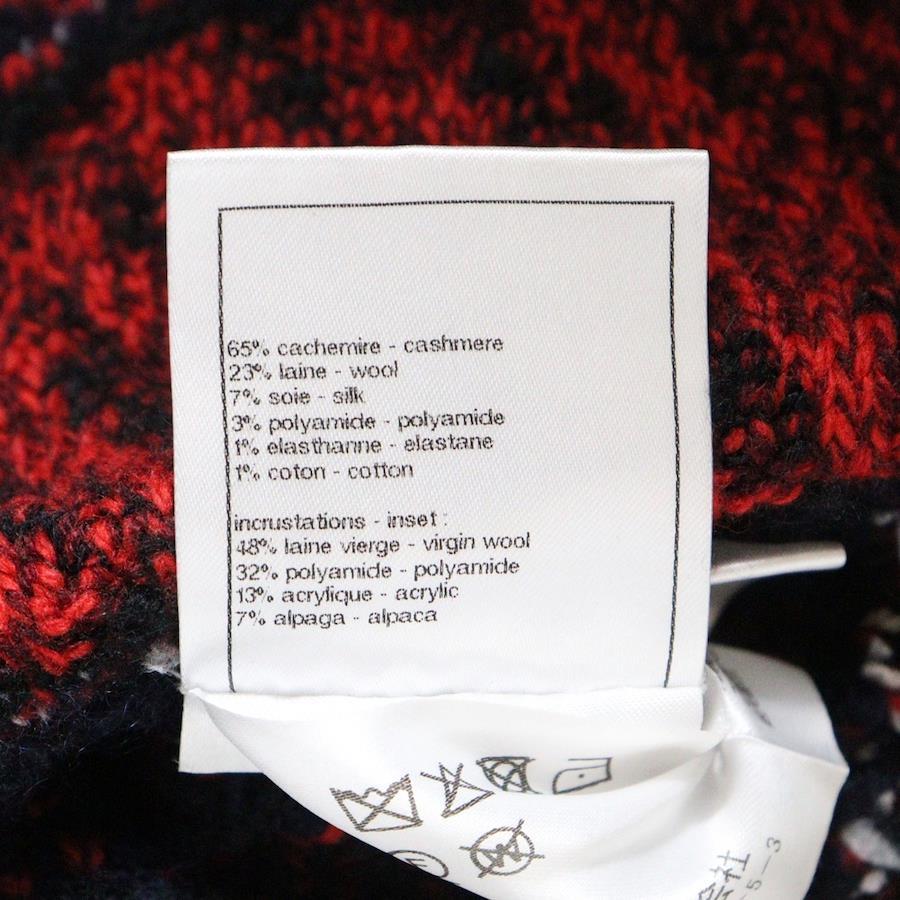 65% cachemire - cashmere
23% laine - wool
7% soie - silk
3% polyamide - polyamide
1% elasthanne - elastane
1% coton - cotton
incrustations - inset :
48% laine vierge - virgin wool
32% polyamide - polyamide
13% acrylique - acrylic
7% alpaga - alpaca